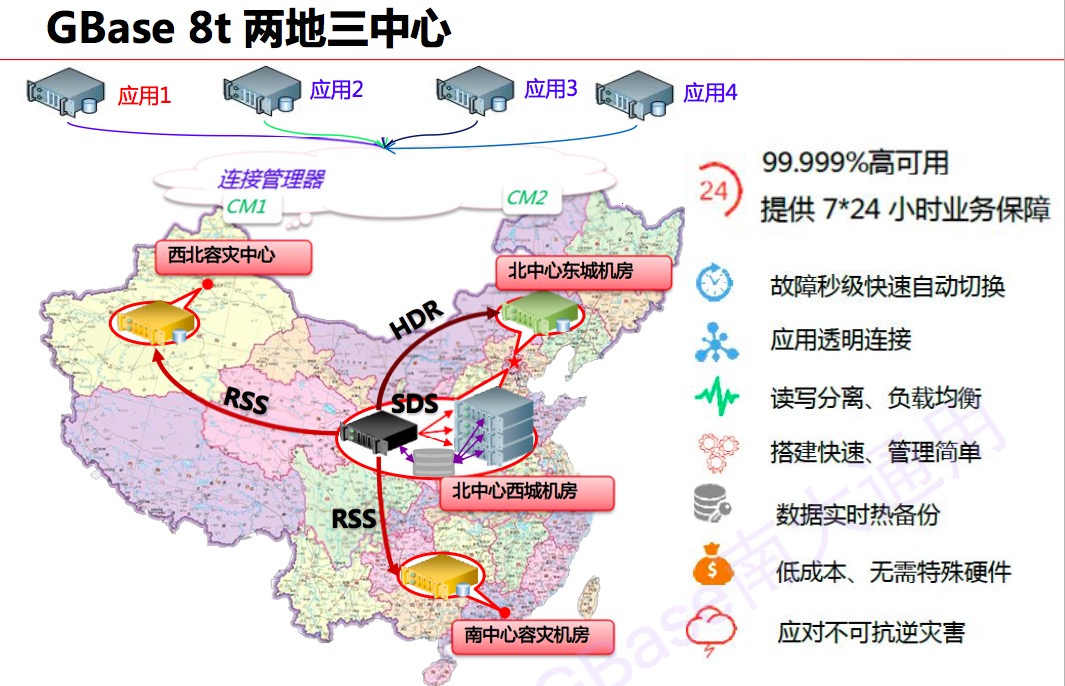 GBase 8t 两地三中心
应用1
应用2
应用3
应用4
连接管理器
CM1
CM2
99.999%高可用
24
提供 7*24 小时业务保障
西北容灾中心
北中心东城机房
故障秒级快速自动切换
HDR
应用透明连接
RSS
SDS
读写分离、负载均衡
搭建快速、管理简单
北中心西城机房
RSS
数据实时热备份
低成本、无需特殊硬件
南中心容灾机房
应对不可抗逆灾害
GBase南大通用